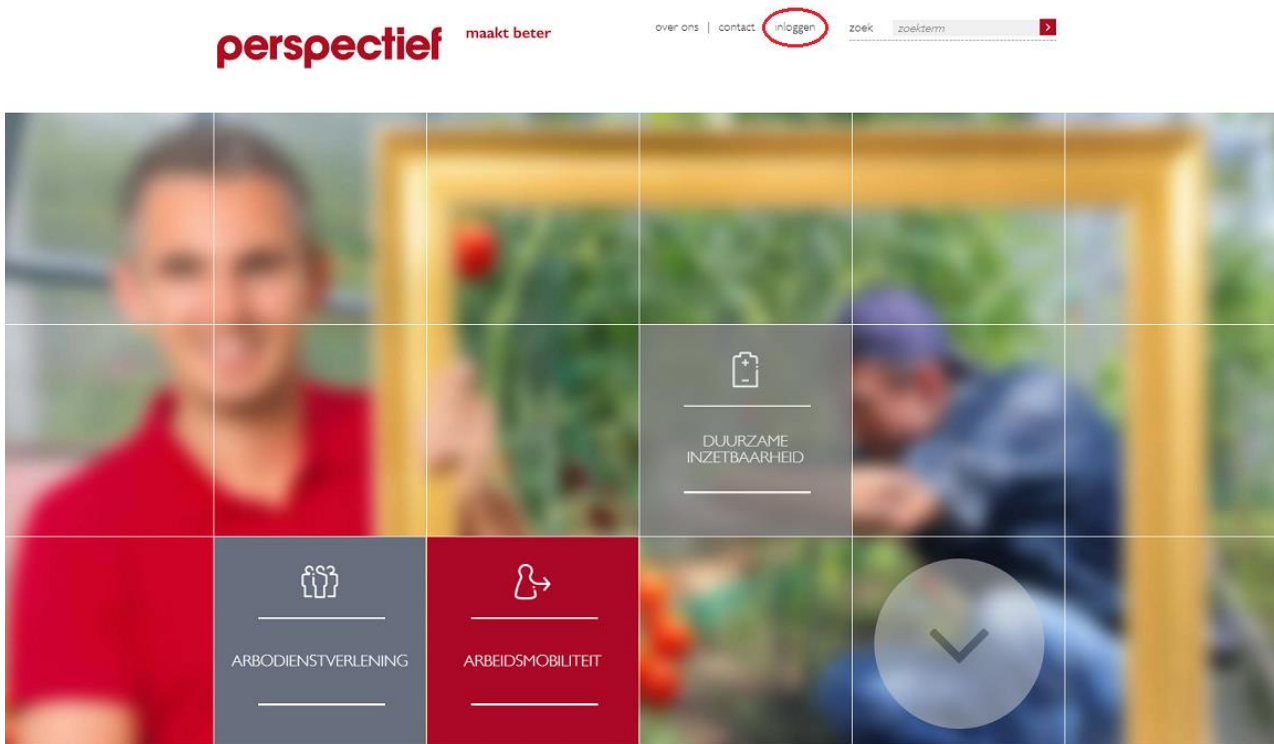 perspectief maakt beter
over ons | contact inloggen zoek zoekterm
DUURZAME
INZETBAARHEID
ARBODIENSTVERLENING
ARBEIDSMOBILITEIT